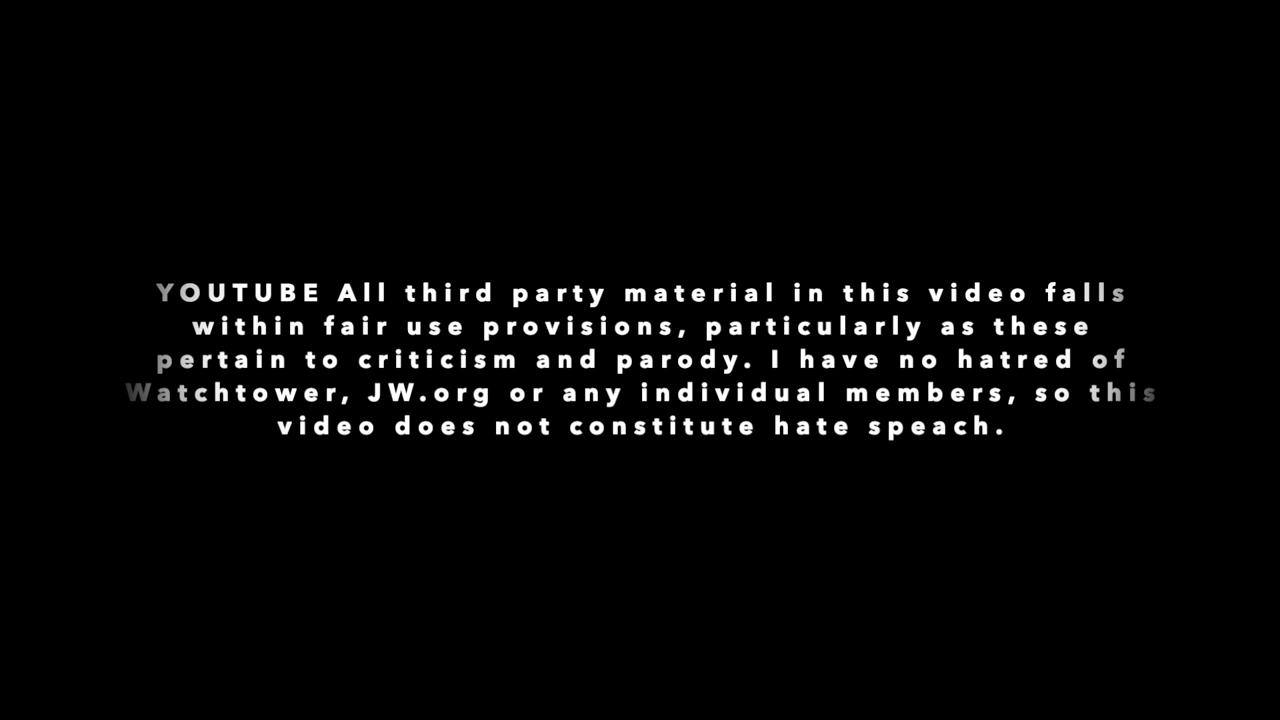 YOUTUBE All third party material in this video falls
within fair use provisions, particularly as these
pertain to criticism and parody. I have no hatred of
Watchtower, JW.org or any individual members, so this
video does not constitute hate speach.